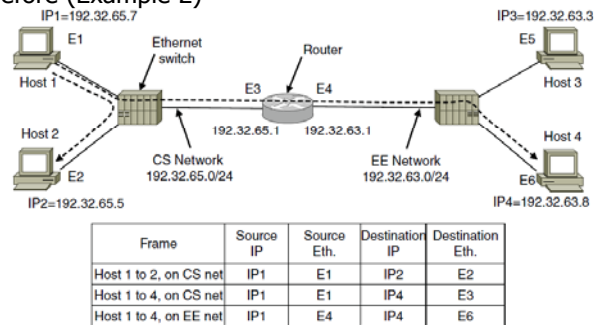 (Example 2)
IP1=192.32.65.7
IP3=192.32.63.3
E1
Ethernet
switch
Router
E5
Host 1
E3
E4
Host 3
Host 2
192.32.65.1
192.32.63.1
Host 4
CS Network
192.32.65.0/24
EE Network
192.32.63.0/24
E2
E6
IP2=192.32.65.5
IP4=192.32.63.8
Frame Source IP Source Eth. Destination IP Destination Eth.
Host 1 to 2, on CS net IP1 E1 IP2 E2
Host 1 to 4, on CS net IP1 E1 IP4 E3
Host 1 to 4, on EE net IP1 E4 IP4 E6